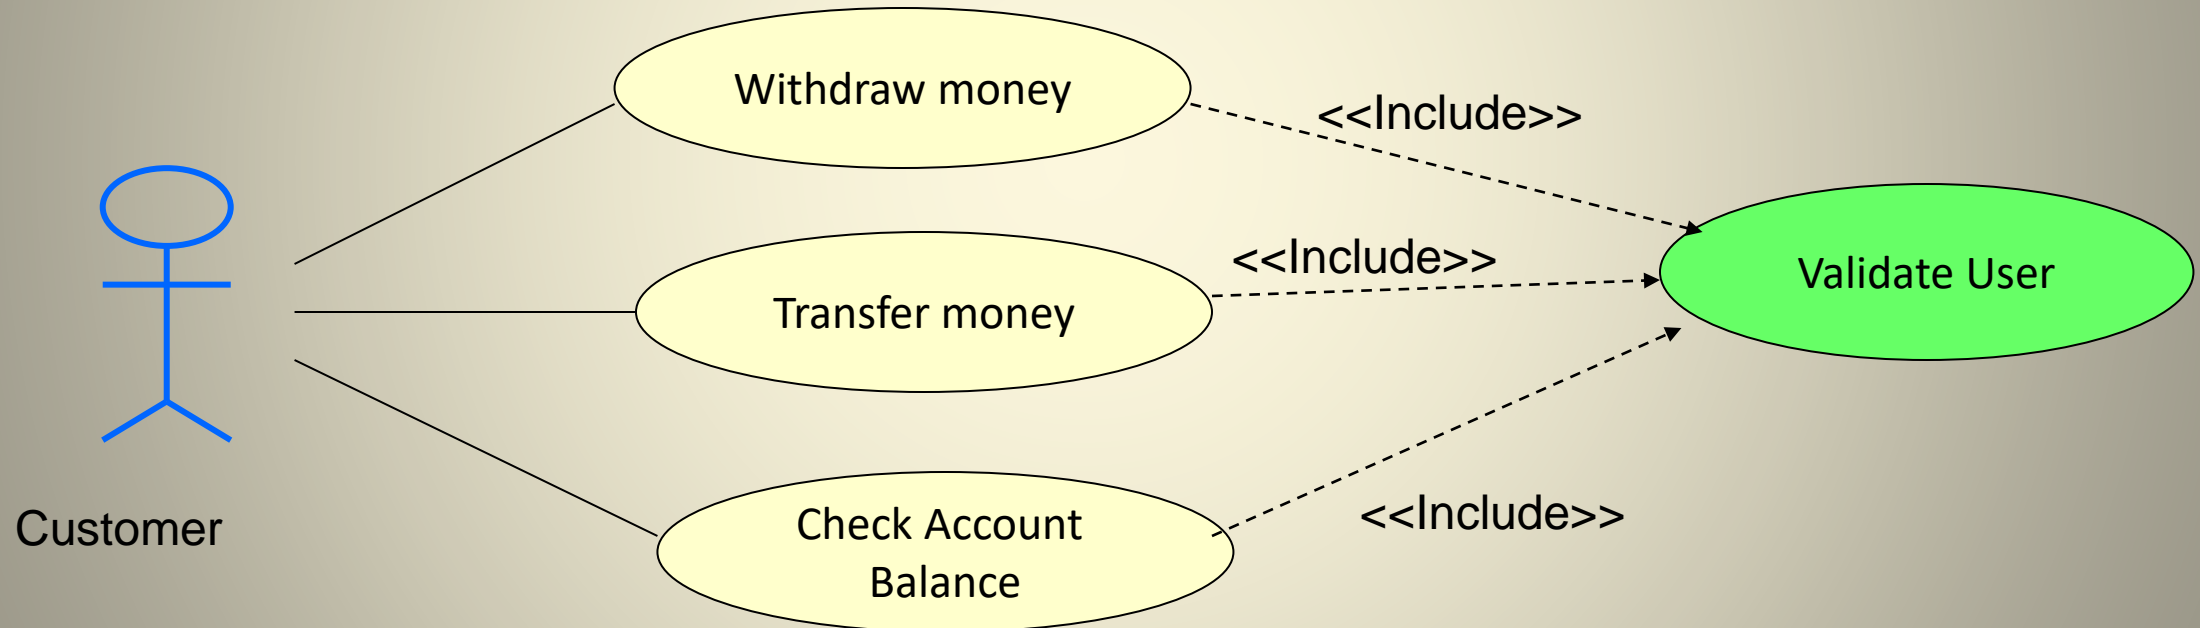 Withdraw money
<<Include>>
<<Include>>
Validate User
Transfer money
Customer
Check Account
Balance
<<Include>>